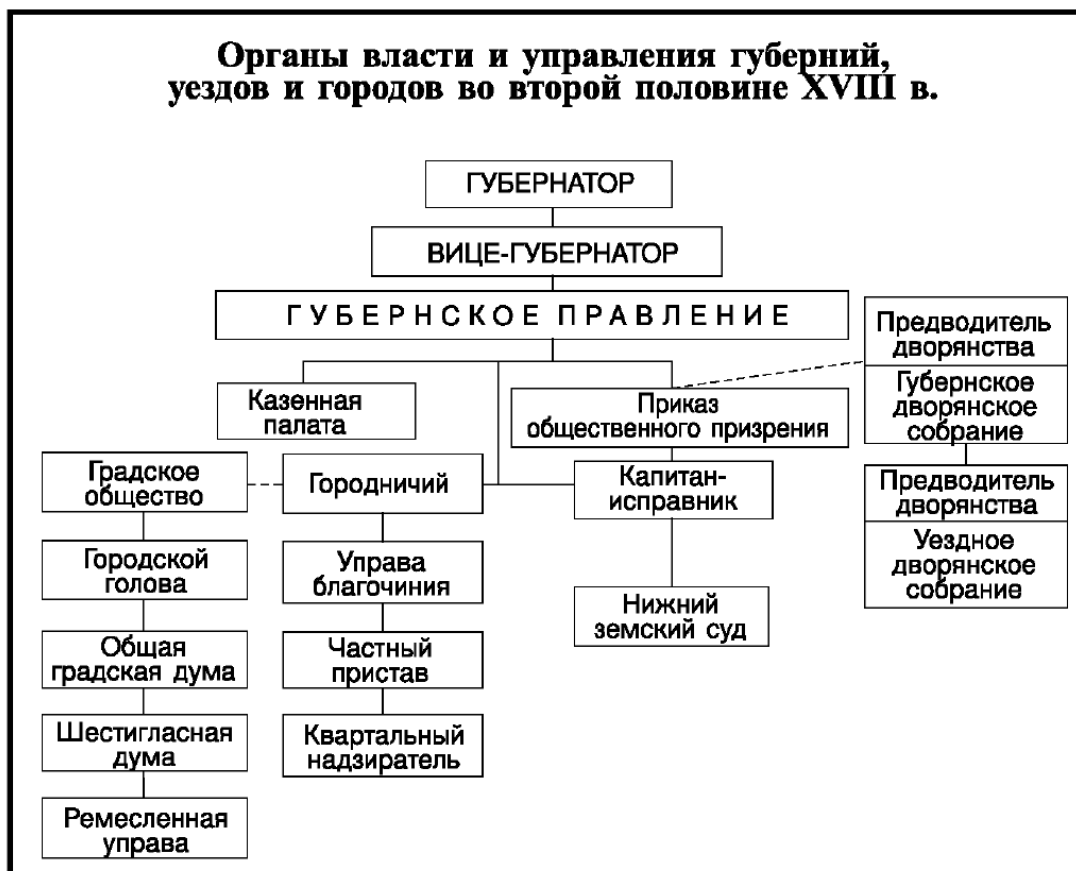 Органы власти и управления губерний,
уездов и городов во второй половине XVIII в.
ГУБЕРНАТОР
ВИЦЕ-ГУБЕРНАТОР
ГУБЕРНСКОЕ ПРАВЛЕНИЕ
Предводитель
дворянства
Губернское
дворянское
собрание
Казенная
палата
Приказ
общественного призрения
Градское
общество
Городничий
Капитан-
исправник
Предводитель
дворянства
Уездное
дворянское
собрание
Городской
голова
Управа
благочиния
Нижний
земский суд
Общая
градская дума
Частный
пристав
Шестигласная
дума
Квартальный
надзиратель
Ремесленная
управа